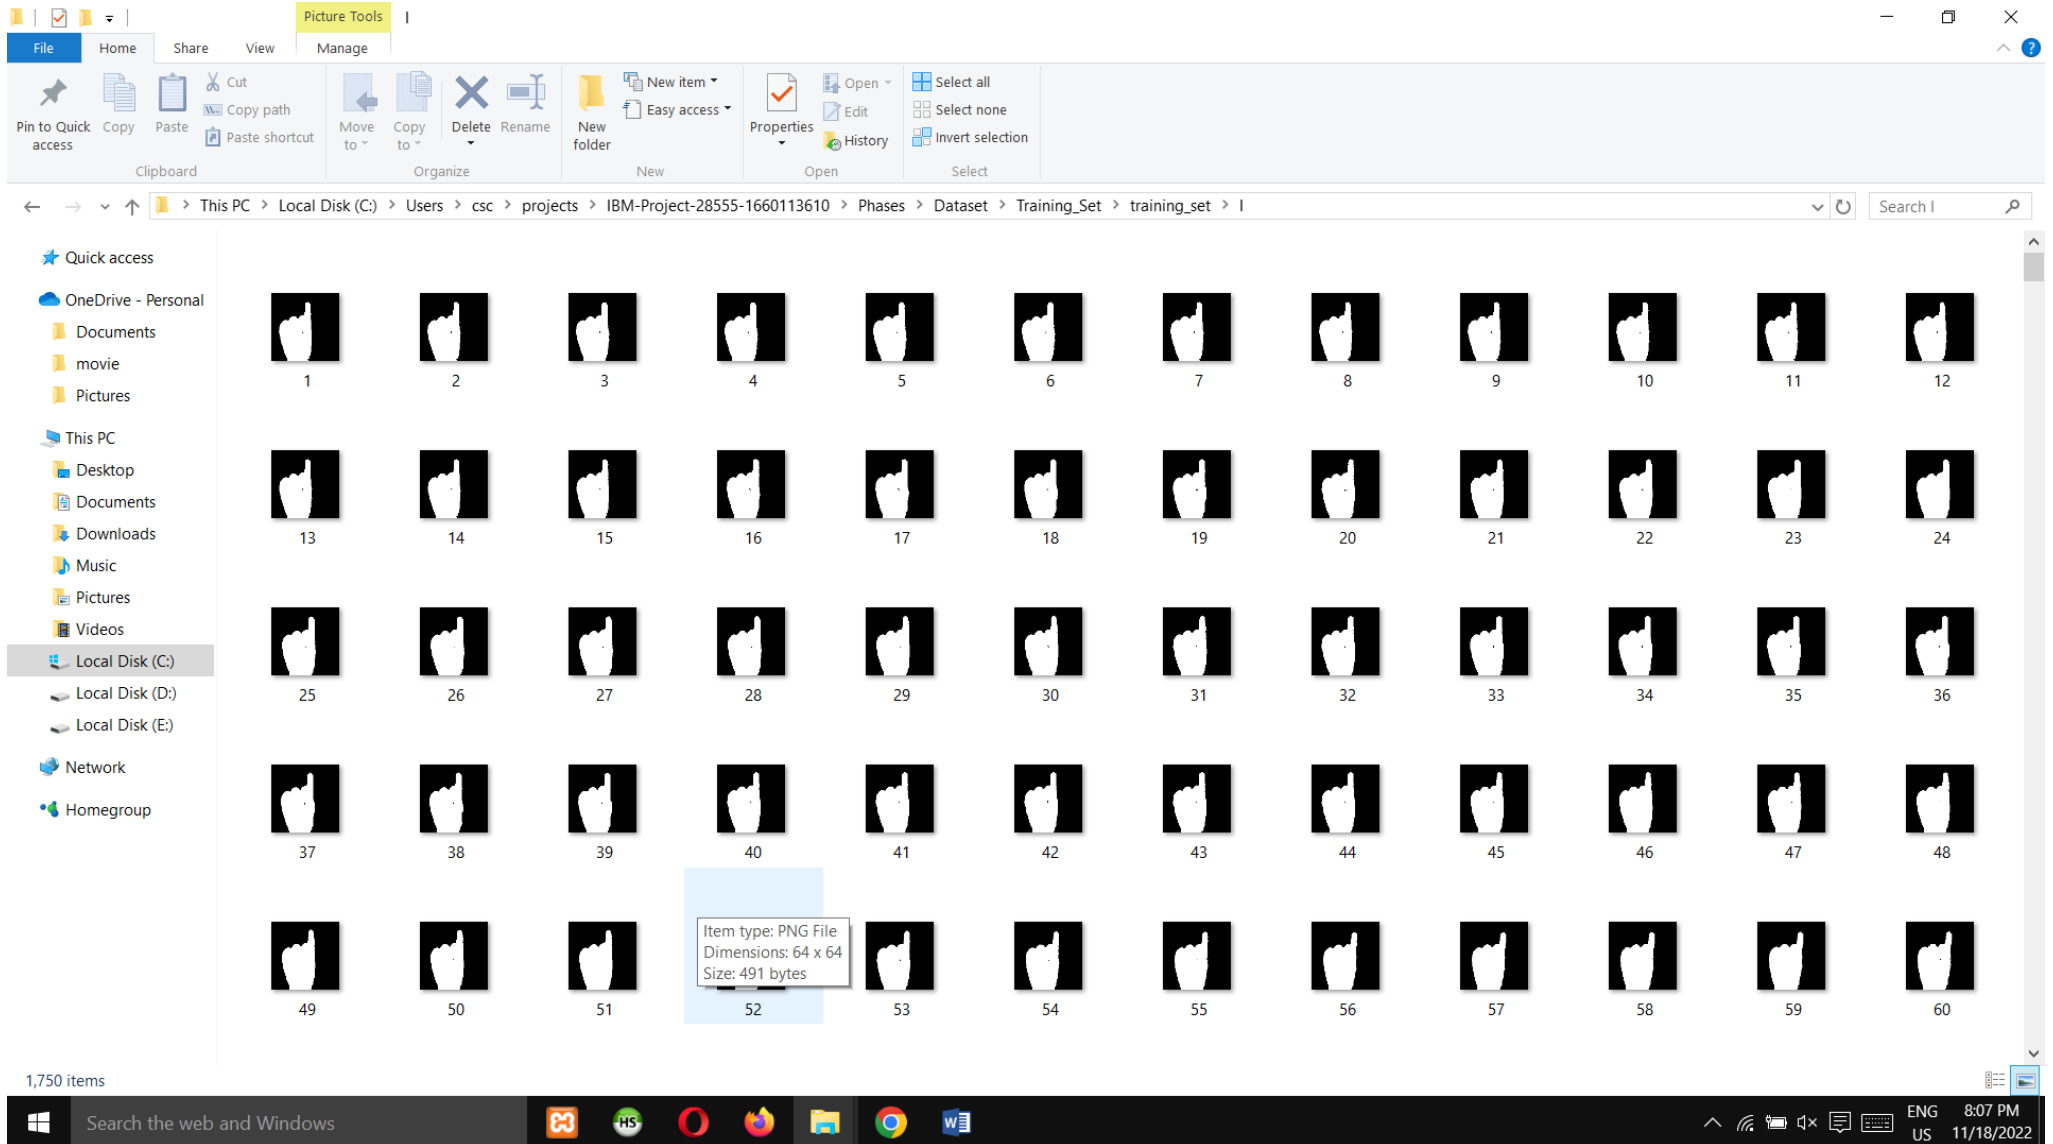 Picture Tools I
File Home Share View Manage
Pin to Quick access
Copy
Paste
Cut
Copy path
Paste shortcut
Clipboard
Move to
Copy to
Delete
Rename
Organize
New folder
New item
Easy access
New
Properties
Open
Edit
History
Open
Select all
Select none
Invert selection
Select
This PC > Local Disk (C:) > Users > csc > projects > IBM-Project-28555-1660113610 > Phases > Dataset > Training_Set > training_set > I
Search I
Quick access
OneDrive - Personal
Documents
movie
Pictures
This PC
Desktop
Documents
Downloads
Music
Pictures
Videos
Local Disk (C:)
Local Disk (D:)
Local Disk (E:)
Network
Homegroup
1 2 3 4 5 6 7 8 9 10 11 12
13 14 15 16 17 18 19 20 21 22 23 24
25 26 27 28 29 30 31 32 33 34 35 36
37 38 39 40 41 42 43 44 45 46 47 48
Item type: PNG File
Dimensions: 64 x 64
Size: 491 bytes
49 50 51 52 53 54 55 56 57 58 59 60
1,750 items
Search the web and Windows
HS
ENG
US
8:07 PM
11/18/2022